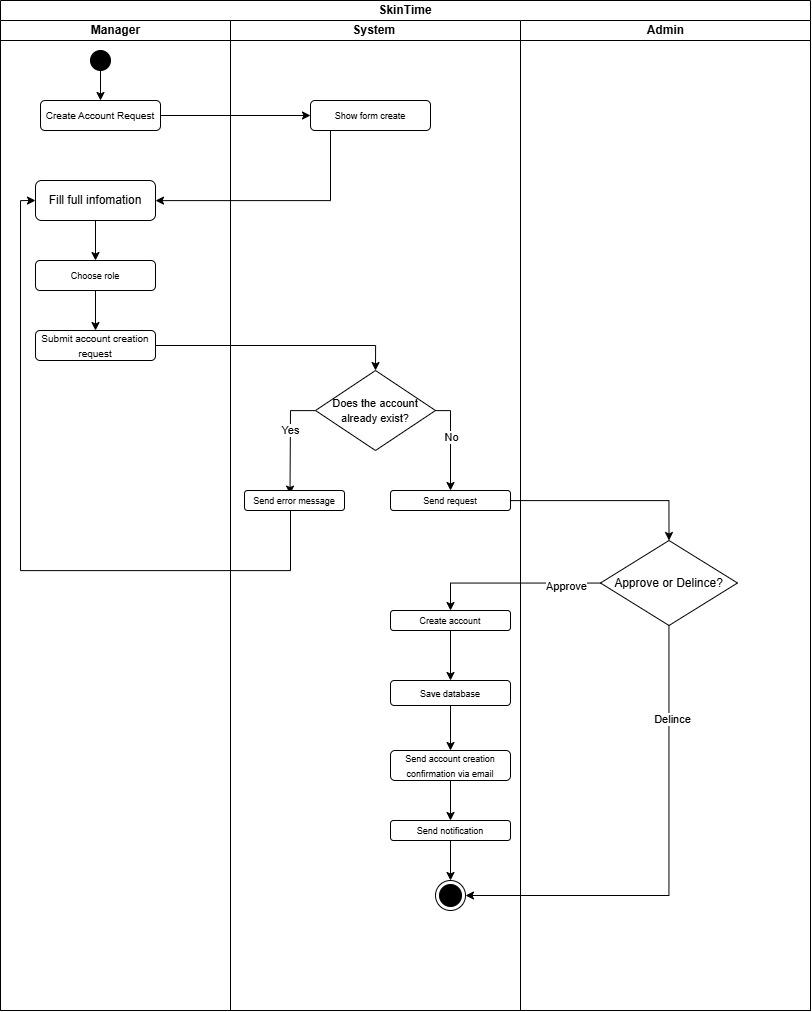 SkinTime
Manager
System
Admin
Create Account Request
Show form create
Fill full infomation
Choose role
Submit account creation
request
Does the account
already exist?
Yes
No
Send error message
Send request
Approve or Delince?
Approve
Create account
Save database
Delince
Send account creation
confirmation via email
Send notification